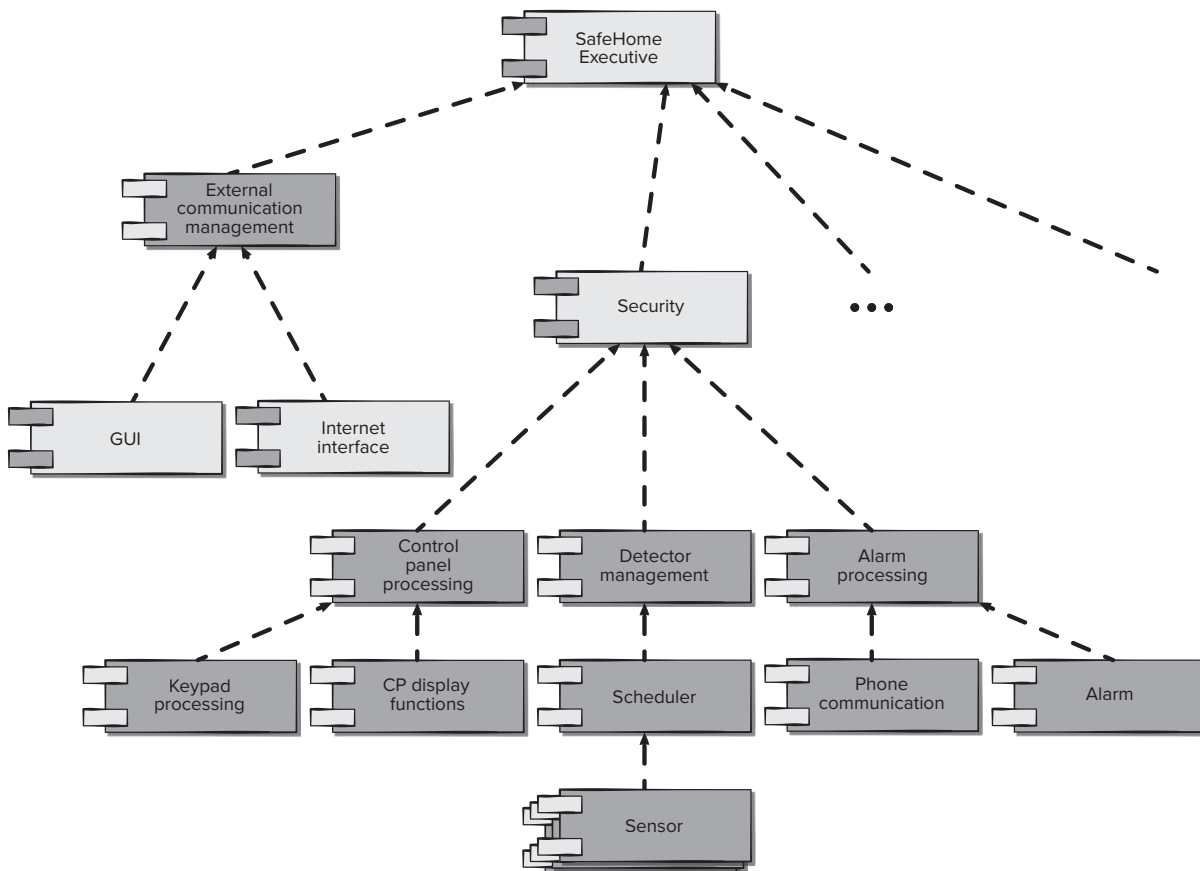 SafeHome
Executive
External
communication
management
Security
GUI
Internet
interface
Control
panel
processing
Detector
management
Alarm
processing
Keypad
processing
CP display
functions
Scheduler
Phone
communication
Alarm
Sensor